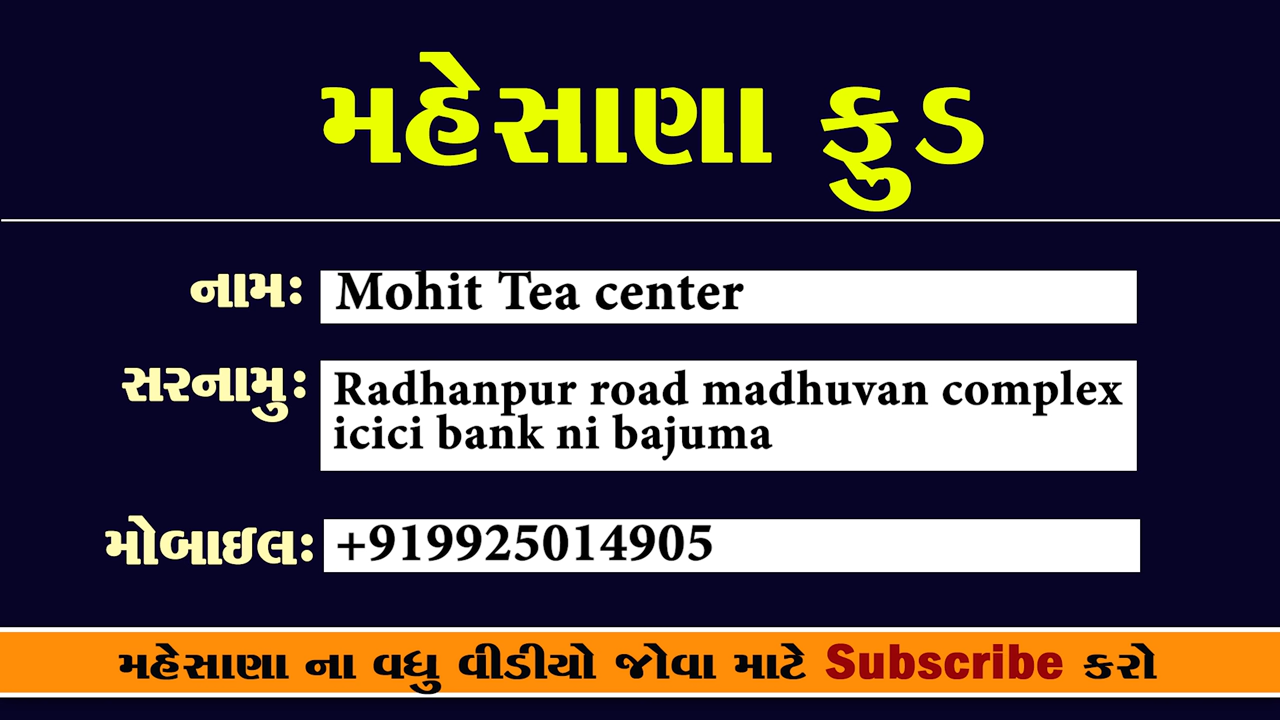 મહેસાણા ફુડ
નામઃ Mohit Tea center
સરનામુઃ Radhanpur road madhuvan complex
icici bank ni bajuma
મોબાઇલઃ +919925014905
મહેસાણા ના વધુ વીડીયો જોવા માટે Subscribe કરો